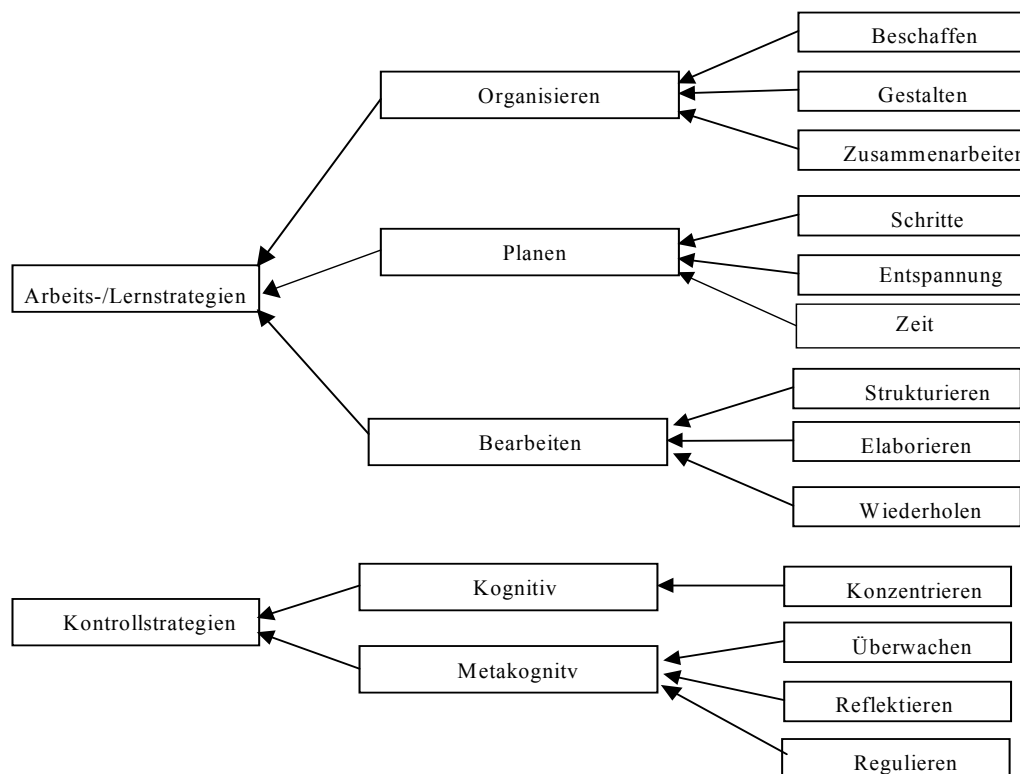 Beschaffen
Organisieren
Gestalten
Zusammenarbeiten
Schritte
Planen
Entspannung
Arbeits-/Lernstrategien
Zeit
Strukturieren
Bearbeiten
Elaborieren
Wiederholen
Kognitiv
Konzentrieren
Kontrollstrategien
Überwachen
Metakognitv
Reflektieren
Regulieren